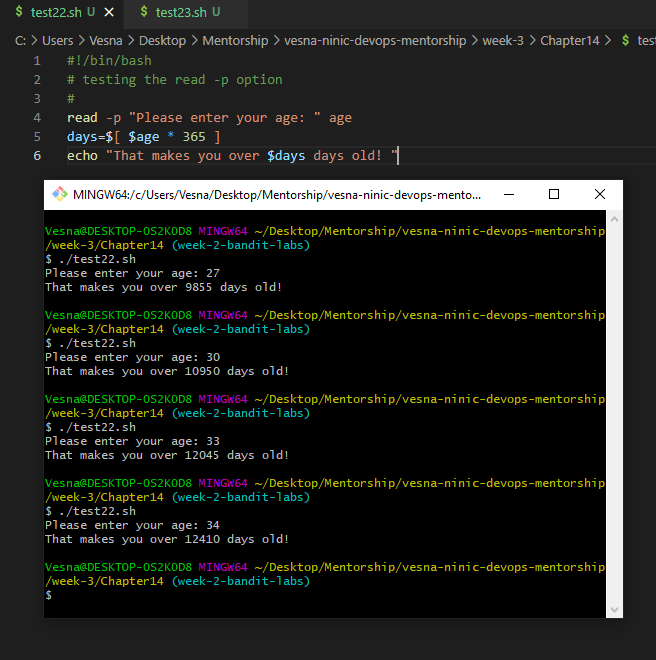 $ test22.sh U × $ test23.sh U
C: > Users > Vesna > Desktop > Mentorship > vesna-ninic-devops-mentorship > week-3 > Chapter14 > $ tes
1 #!/bin/bash
2 # testing the read -p option
3 #
4 read -p "Please enter your age: " age
5 days=$[ $age * 365 ]
6 echo "That makes you over $days days old! "
MINGW64:/c/Users/Vesna/Desktop/Mentorship/vesna-ninic-devops-mento...
Vesna@DESKTOP-OS2KOD8 MINGW64 ~/Desktop/Mentorship/vesna-ninic-devops-mentorship
/week-3/Chapter14 (week-2-bandit-labs)
$ ./test22.sh
Please enter your age: 27
That makes you over 9855 days old!
Vesna@DESKTOP-OS2KOD8 MINGW64 ~/Desktop/Mentorship/vesna-ninic-devops-mentorship
/week-3/Chapter14 (week-2-bandit-labs)
$ ./test22.sh
Please enter your age: 30
That makes you over 10950 days old!
Vesna@DESKTOP-OS2KOD8 MINGW64 ~/Desktop/Mentorship/vesna-ninic-devops-mentorship
/week-3/Chapter14 (week-2-bandit-labs)
$ ./test22.sh
Please enter your age: 33
That makes you over 12045 days old!
Vesna@DESKTOP-OS2KOD8 MINGW64 ~/Desktop/Mentorship/vesna-ninic-devops-mentorship
/week-3/Chapter14 (week-2-bandit-labs)
$ ./test22.sh
Please enter your age: 34
That makes you over 12410 days old!
Vesna@DESKTOP-OS2KOD8 MINGW64 ~/Desktop/Mentorship/vesna-ninic-devops-mentorship
/week-3/Chapter14 (week-2-bandit-labs)
$